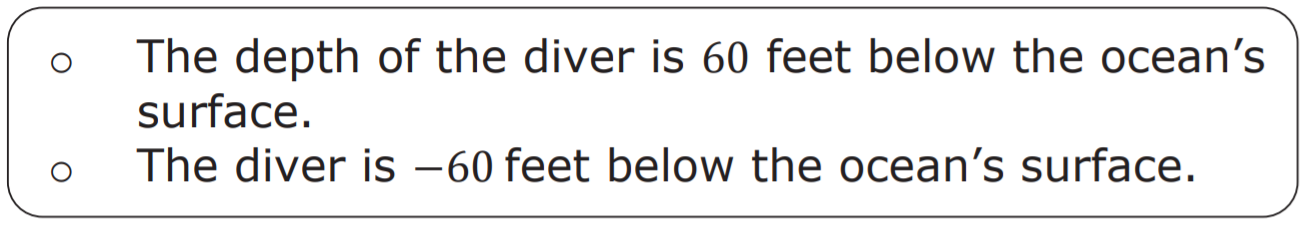 ○ The depth of the diver is 60 feet below the ocean’s
surface.
○ The diver is −60 feet below the ocean’s surface.